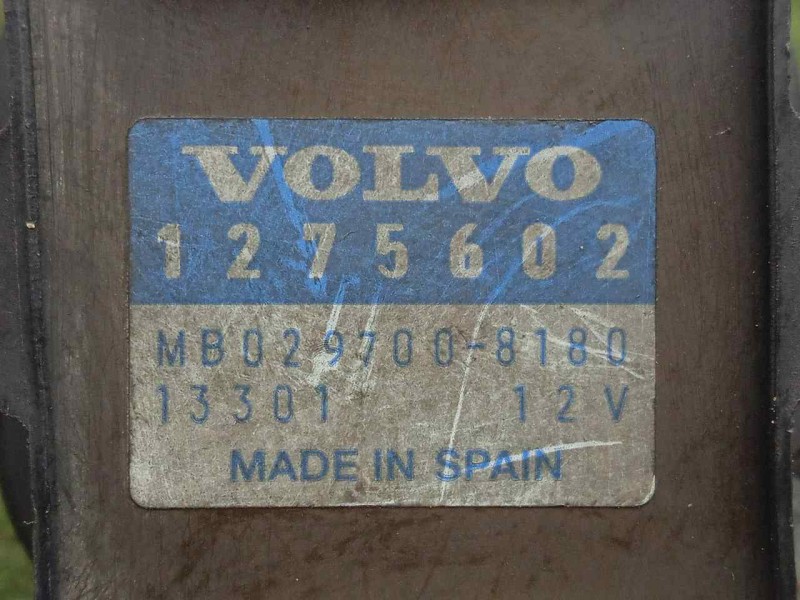 VOLVO
1275602
MB029700-8180
13301 12V
MADE IN SPAIN